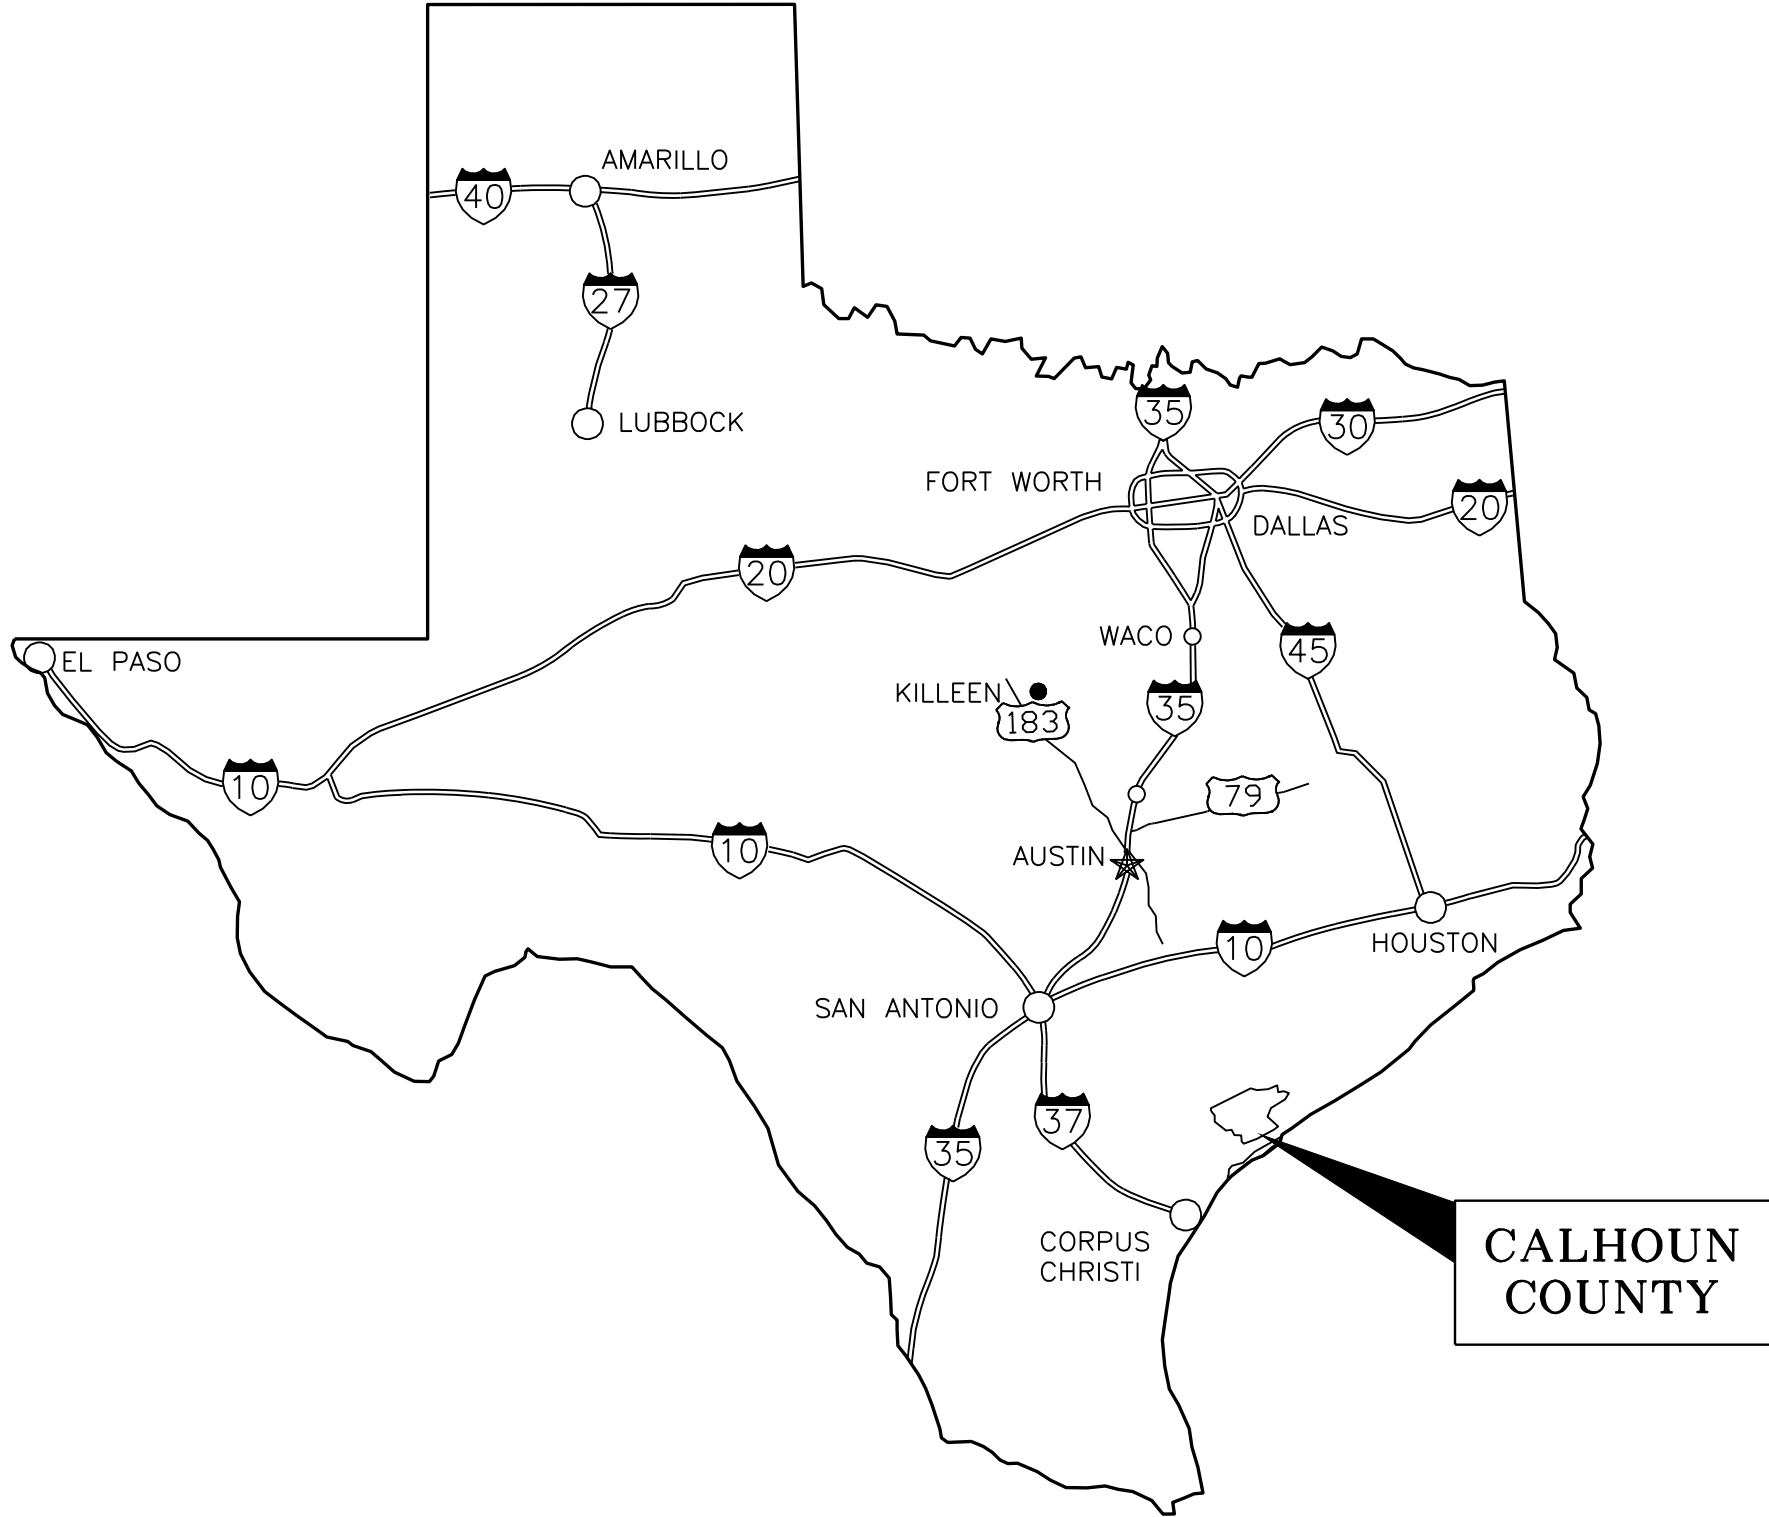 AMARILLO
40
27
LUBBOCK
35
30
FORT WORTH
20
DALLAS
20
WACO
45
EL PASO
KILLEEN
35
183
10
79
10
AUSTIN
10
HOUSTON
SAN ANTONIO
37
35
CORPUS
CHRISTI
CALHOUN
COUNTY